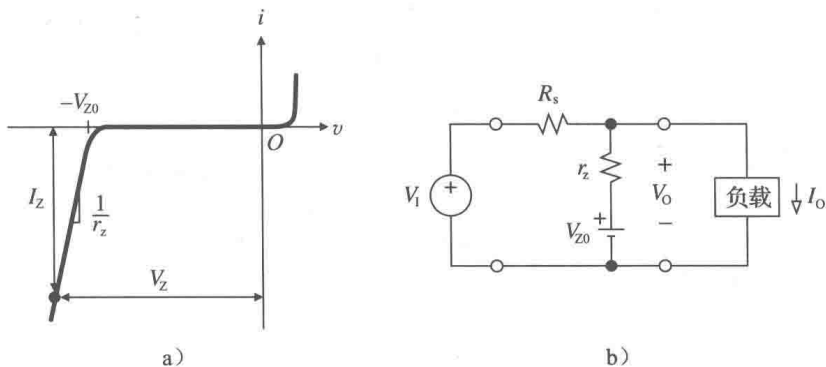 i
-V_Z0
O
v
I_Z
1/r_z
V_Z
a）
R_s
r_z
+
V_I
+
V_O
-
+
V_Z0
负载
I_O
b）